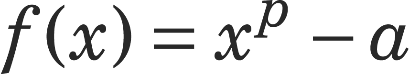 f(x) = x^p − a